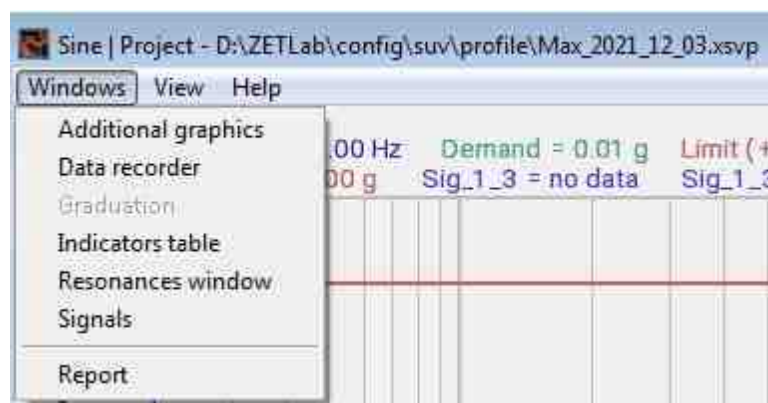 Sine | Project - D:\ZETLab\config\suv\profile\Max_2021_12_03.xsvp
Windows View Help
Additional graphics
Data recorder
Graduation
Indicators table
Resonances window
Signals
Report
.00 Hz Demand = 0.01 g Limit (+
00 g Sig_1_3 = no data Sig_1_3